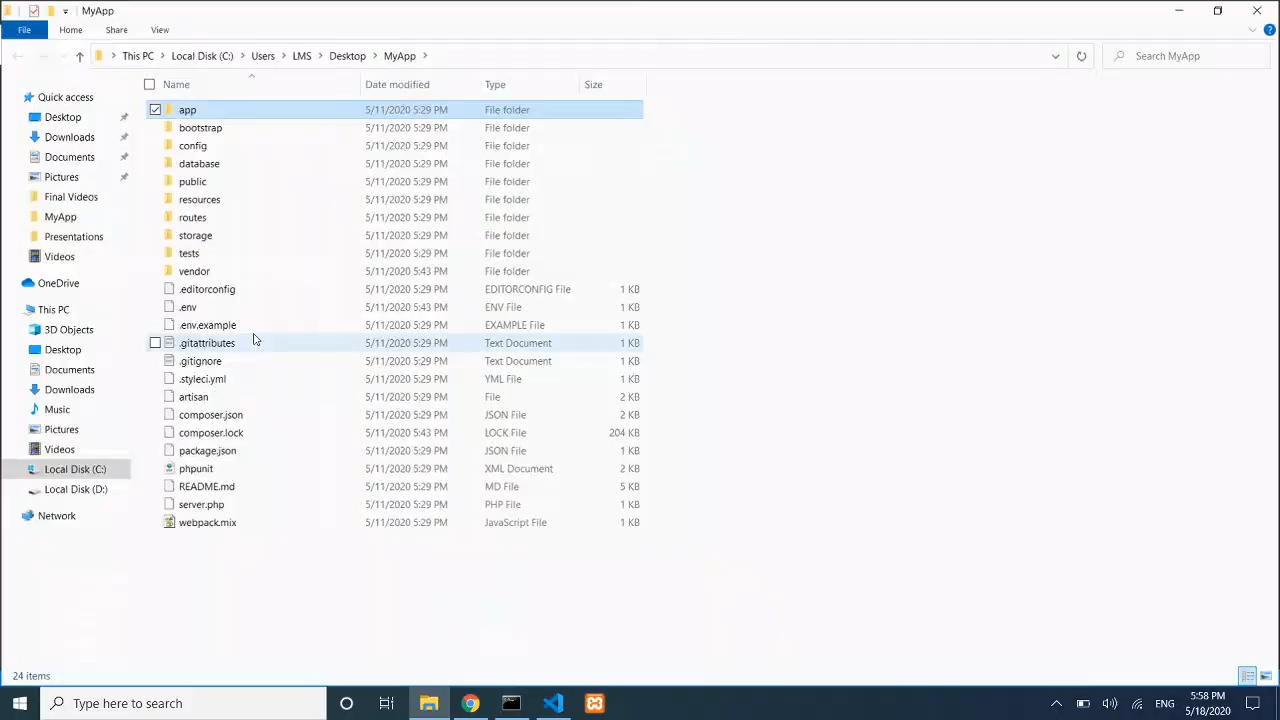 MyApp
File Home Share View
This PC Local Disk (C:) Users LMS Desktop MyApp Search MyApp
Name Date modified Type Size
Quick access
Desktop
Downloads
Documents
Pictures
Final Videos
MyApp
Presentations
Videos
OneDrive
This PC
3D Objects
Desktop
Documents
Downloads
Music
Pictures
Videos
Local Disk (C:)
Local Disk (D:)
Network
app 5/11/2020 5:29 PM File folder
bootstrap 5/11/2020 5:29 PM File folder
config 5/11/2020 5:29 PM File folder
database 5/11/2020 5:29 PM File folder
public 5/11/2020 5:29 PM File folder
resources 5/11/2020 5:29 PM File folder
routes 5/11/2020 5:29 PM File folder
storage 5/11/2020 5:29 PM File folder
tests 5/11/2020 5:29 PM File folder
vendor 5/11/2020 5:43 PM File folder
.editorconfig 5/11/2020 5:29 PM EDITORCONFIG File 1 KB
.env 5/11/2020 5:43 PM ENV File 1 KB
.env.example 5/11/2020 5:29 PM EXAMPLE File 1 KB
.gitattributes 5/11/2020 5:29 PM Text Document 1 KB
.gitignore 5/11/2020 5:29 PM Text Document 1 KB
.styleci.yml 5/11/2020 5:29 PM YML File 1 KB
artisan 5/11/2020 5:29 PM File 2 KB
composer.json 5/11/2020 5:29 PM JSON File 2 KB
composer.lock 5/11/2020 5:43 PM LOCK File 204 KB
package.json 5/11/2020 5:29 PM JSON File 1 KB
phpunit 5/11/2020 5:29 PM XML Document 2 KB
README.md 5/11/2020 5:29 PM MD File 5 KB
server.php 5/11/2020 5:29 PM PHP File 1 KB
webpack.mix 5/11/2020 5:29 PM JavaScript File 1 KB
24 items
Type here to search
ENG
5:58 PM
5/18/2020